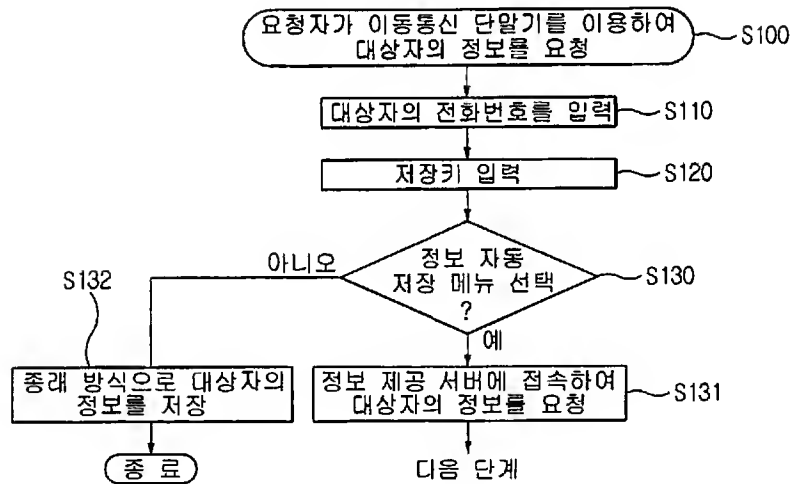 요청자가 이동통신 단말기를 이용하여
대상자의 정보를 요청
S100
대상자의 전화번호를 입력
S110
저장키 입력
S120
정보 자동
저장 메뉴 선택
?
S130
아니오
예
S132
종래 방식으로 대상자의
정보를 저장
정보 제공 서버에 접속하여
대상자의 정보를 요청
S131
종 료
다음 단계